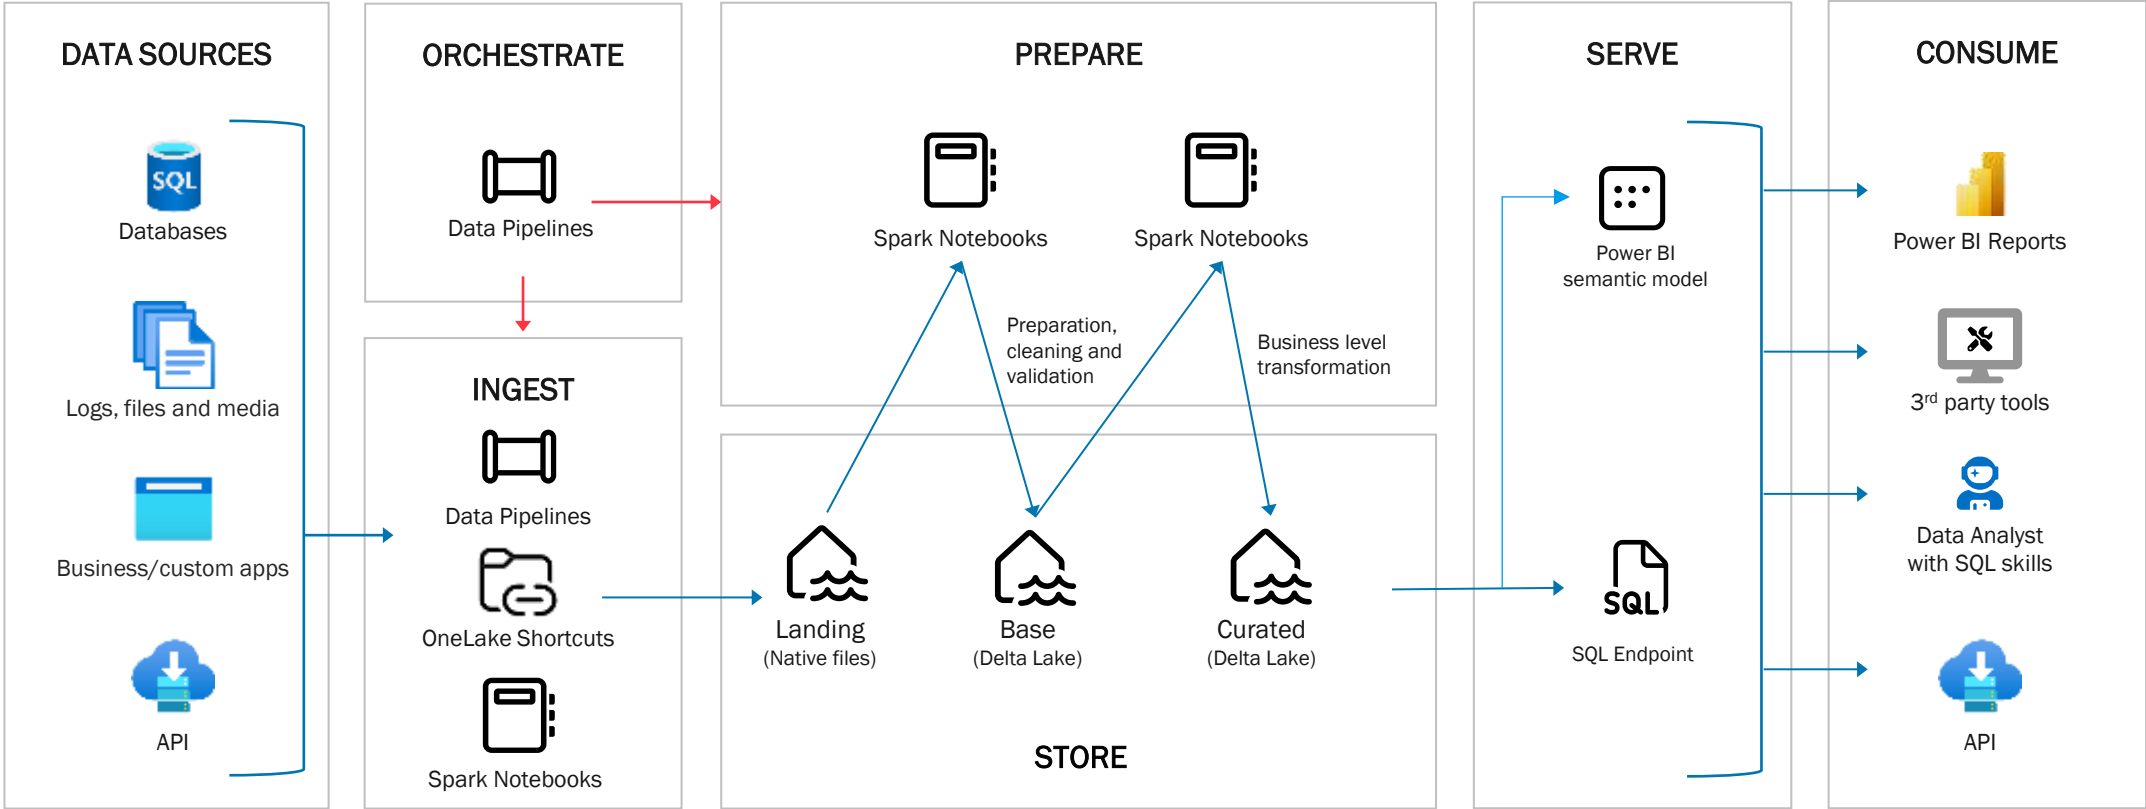 DATA SOURCES
SQL
Databases
Logs, files and media
Business/custom apps
API
ORCHESTRATE
Data Pipelines
INGEST
Data Pipelines
OneLake Shortcuts
Spark Notebooks
PREPARE
Spark Notebooks
Spark Notebooks
Preparation,
cleaning and
validation
Business level
transformation
Landing
(Native files)
Base
(Delta Lake)
Curated
(Delta Lake)
STORE
SERVE
Power BI
semantic model
SQL
SQL Endpoint
CONSUME
Power BI Reports
3rd party tools
Data Analyst
with SQL skills
API